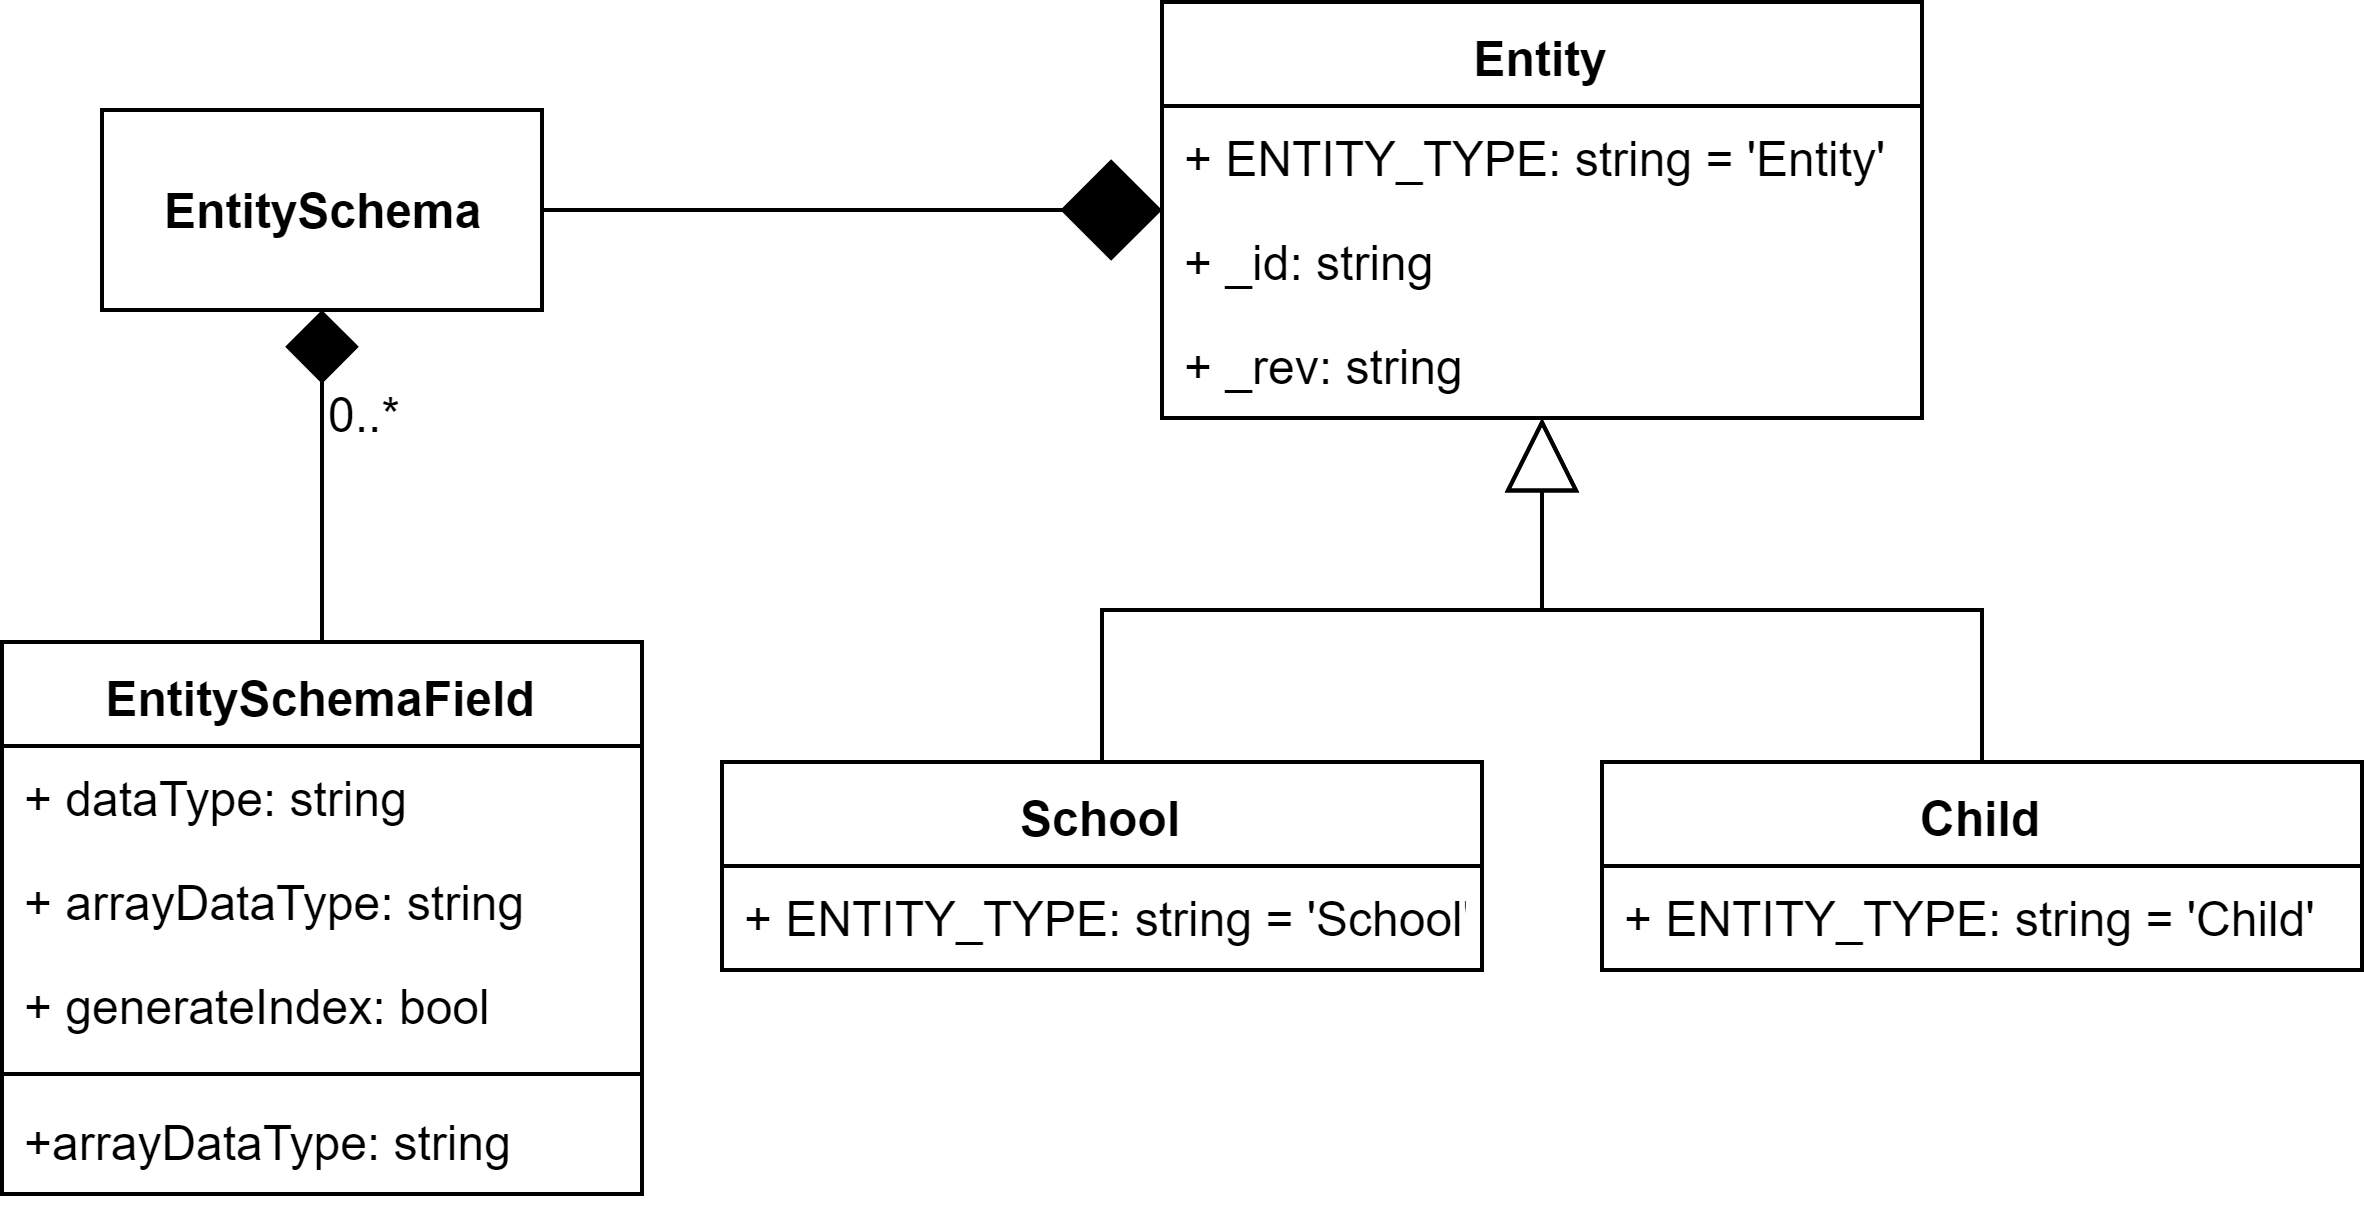 Entity
+ ENTITY_TYPE: string = 'Entity'
+ _id: string
+ _rev: string
EntitySchema
0..*
EntitySchemaField
+ dataType: string
+ arrayDataType: string
+ generateIndex: bool
+arrayDataType: string
School
+ ENTITY_TYPE: string = 'School'
Child
+ ENTITY_TYPE: string = 'Child'